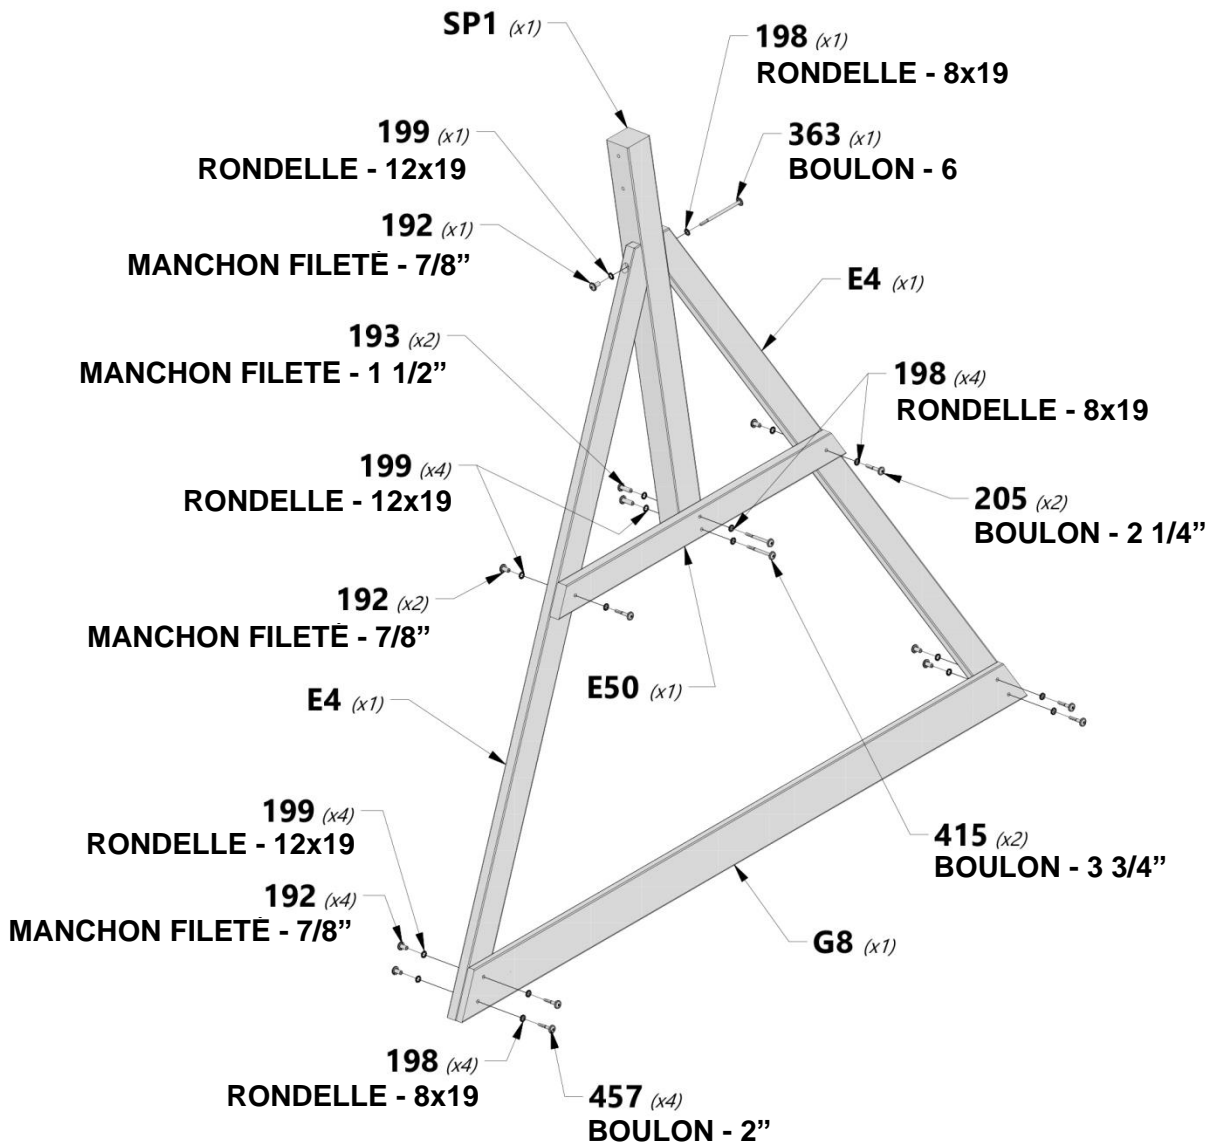 SP1 (x1)
198 (x1)
RONDELLE - 8x19
199 (x1)
RONDELLE - 12x19
363 (x1)
BOULON - 6
192 (x1)
MANCHON FILETÉ - 7/8”
E4 (x1)
193 (x2)
MANCHON FILETÉ - 1 1/2”
198 (x4)
RONDELLE - 8x19
199 (x4)
RONDELLE - 12x19
205 (x2)
BOULON - 2 1/4”
192 (x2)
MANCHON FILETÉ - 7/8”
E50 (x1)
E4 (x1)
199 (x4)
RONDELLE - 12x19
415 (x2)
BOULON - 3 3/4”
192 (x4)
MANCHON FILETÉ - 7/8”
G8 (x1)
198 (x4)
RONDELLE - 8x19
457 (x4)
BOULON - 2”